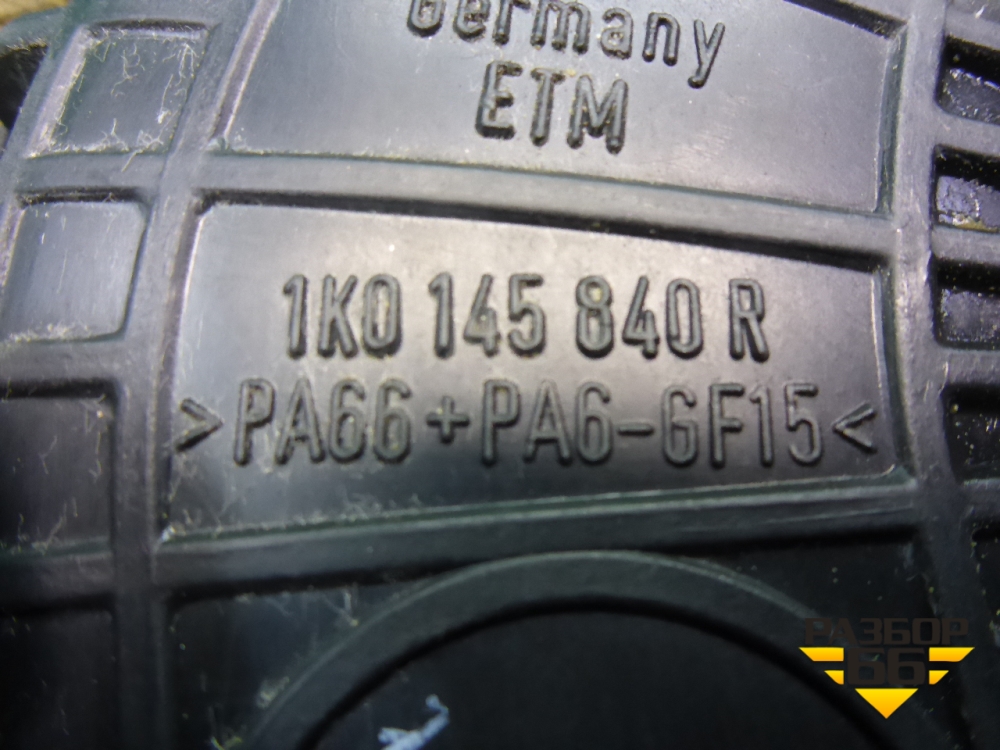 Germany
ETM
1K0 145 840 R
>PA66+PA6-GF15<
РАЗБОР
66